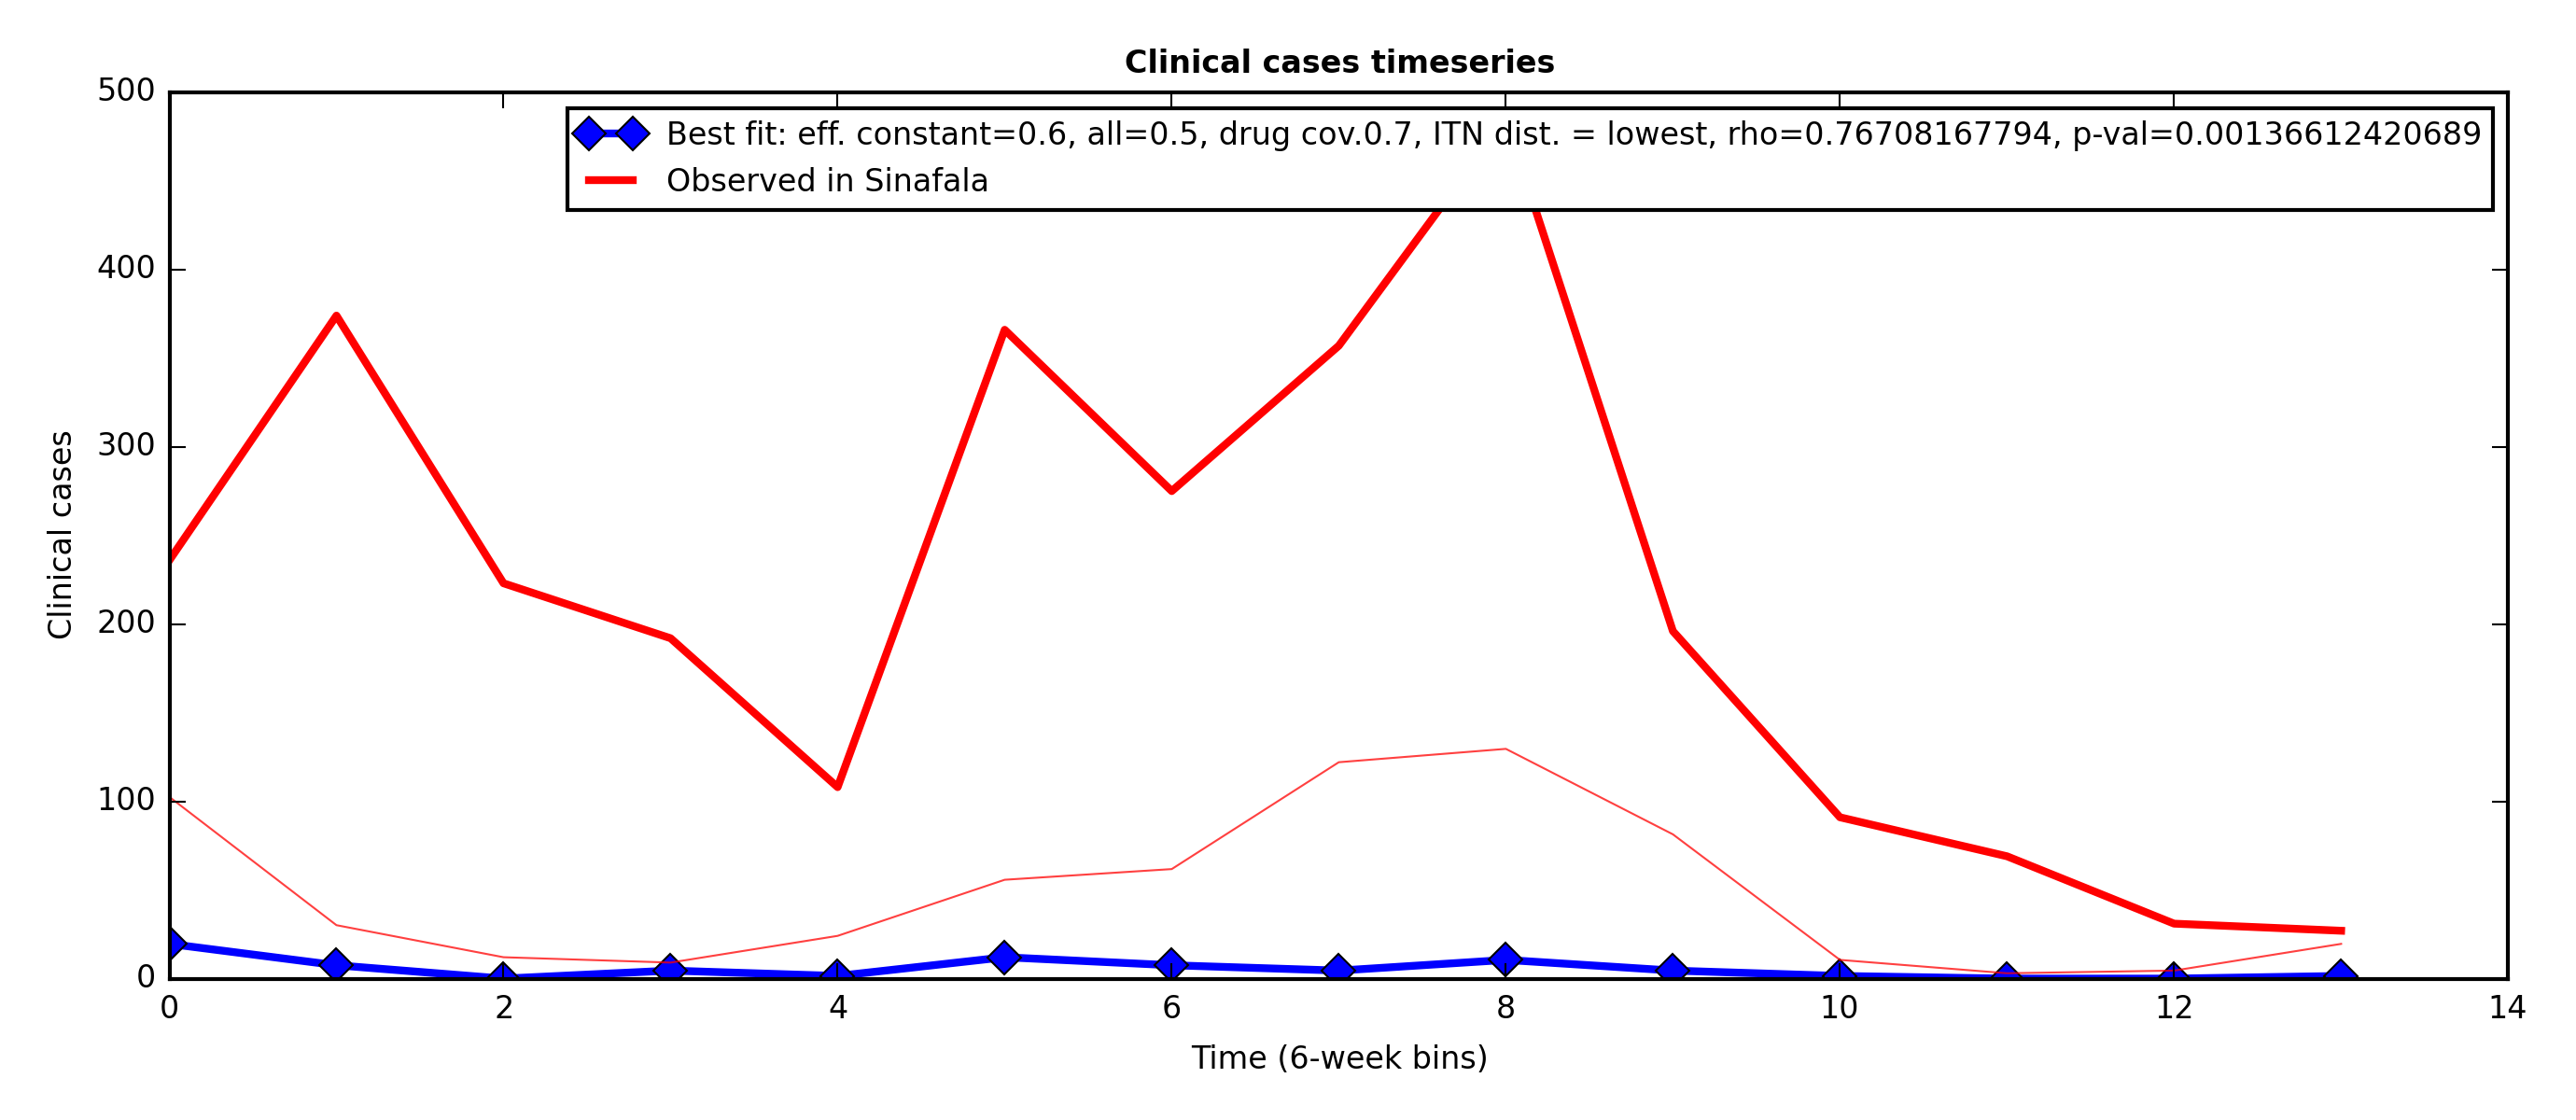 Clinical cases timeseries
Best fit: eff. constant=0.6, all=0.5, drug cov.0.7, ITN dist. = lowest, rho=0.76708167794, p-val=0.00136612420689
Observed in Sinafala
500
400
300
200
100
0
Clinical cases
0 2 4 6 8 10 12 14
Time (6-week bins)